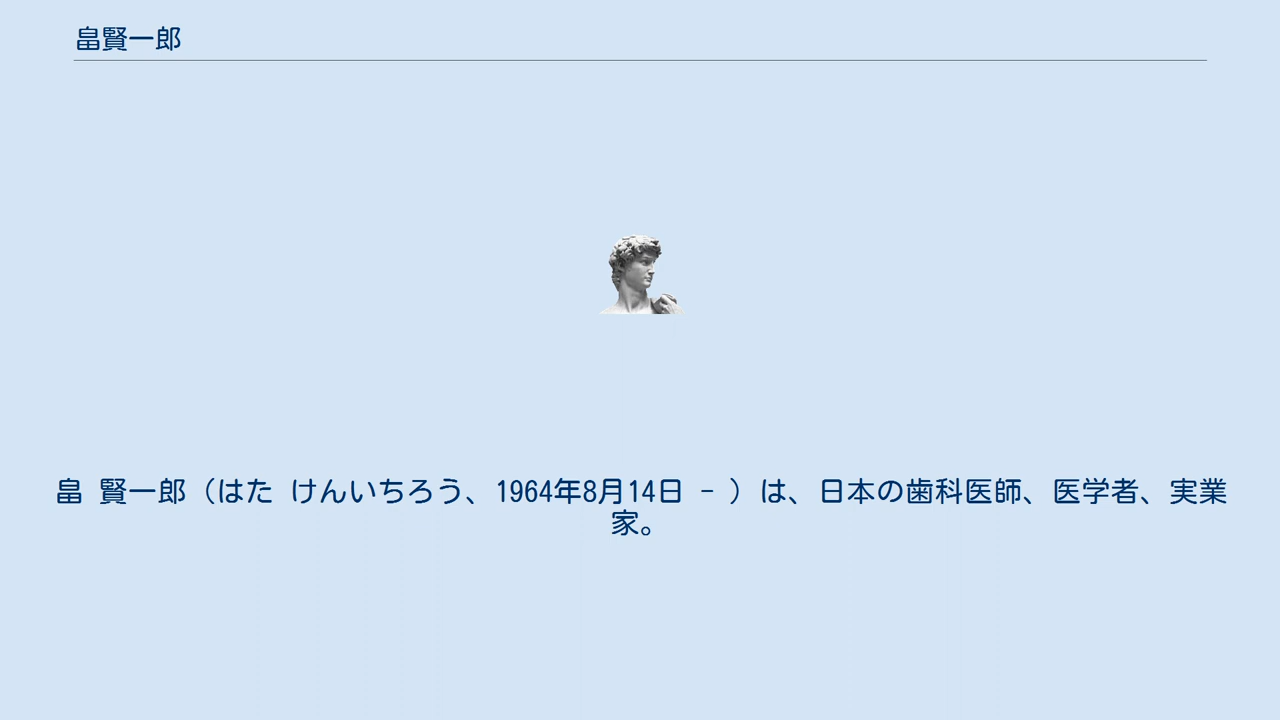 畠賢一郎
畠 賢一郎（はた けんいちろう、1964年8月14日 - ）は、日本の歯科医師、医学者、実業
家。